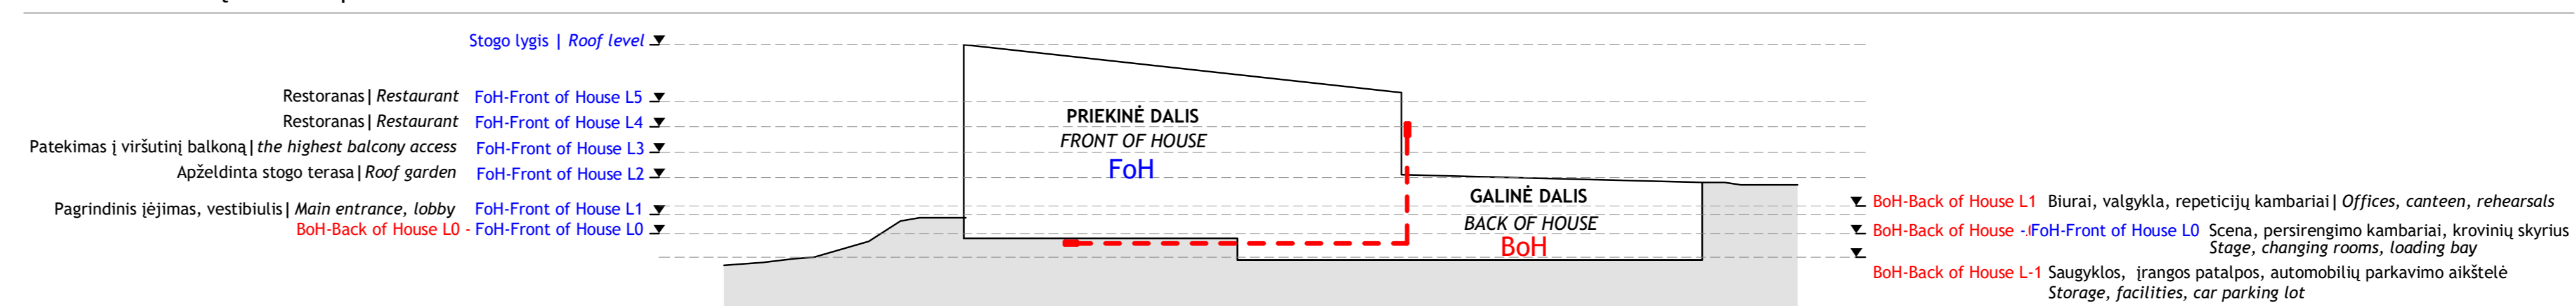 Stogo lygis | Roof level
Restoranas| Restaurant FoH-Front of House L5
Restoranas| Restaurant FoH-Front of House L4
Patekimas į viršutinį balkoną|the highest balcony access FoH-Front of House L3
Apželdinta stogo terasa|Roof garden FoH-Front of House L2
Pagrindinis įėjimas, vestibiulis| Main entrance, lobby FoH-Front of House L1
BoH-Back of House L0 - FoH-Front of House L0
PRIEKINĖ DALIS
FRONT OF HOUSE
FoH
GALINĖ DALIS
BACK OF HOUSE
BoH
BoH-Back of House L1 Biurai, valgykla, repeticijų kambariai| Offices, canteen, rehearsals
BoH-Back of House -FoH-Front of House L0 Scena, persirengimo kambariai, krovinių skyrius
Stage, changing rooms, loading bay
BoH-Back of House L-1 Saugyklos, įrangos patalpos, automobilių parkavimo aikštelė
Storage, facilities, car parking lot